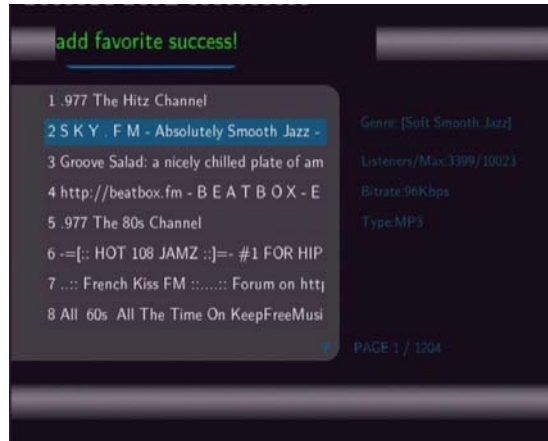 add favorite success!
1 .977 The Hitz Channel
2 S K Y . F M - Absolutely Smooth Jazz -
3 Groove Salad: a nicely chilled plate of am
4 http://beatbox.fm - B E A T B O X - E
5 .977 The 80s Channel
6 -=[:: HOT 108 JAMZ ::]=- #1 FOR HIP
7 ..:: French Kiss FM ::....:: Forum on htt
8 All 60s All The Time On KeepFreeMusi
Genre: [Soft Smooth Jazz]
Listeners/Max:3399/10023
Bitrate:96Kbps
Type:MP3
PAGE 1 / 1204